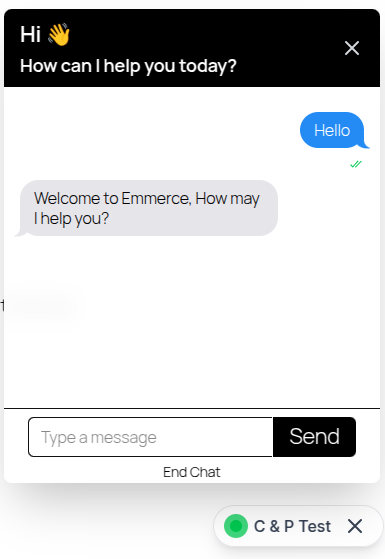 Hi 👋
How can I help you today?
Hello
Welcome to Emmerce, How may
I help you?
Type a message
Send
End Chat
C & P Test